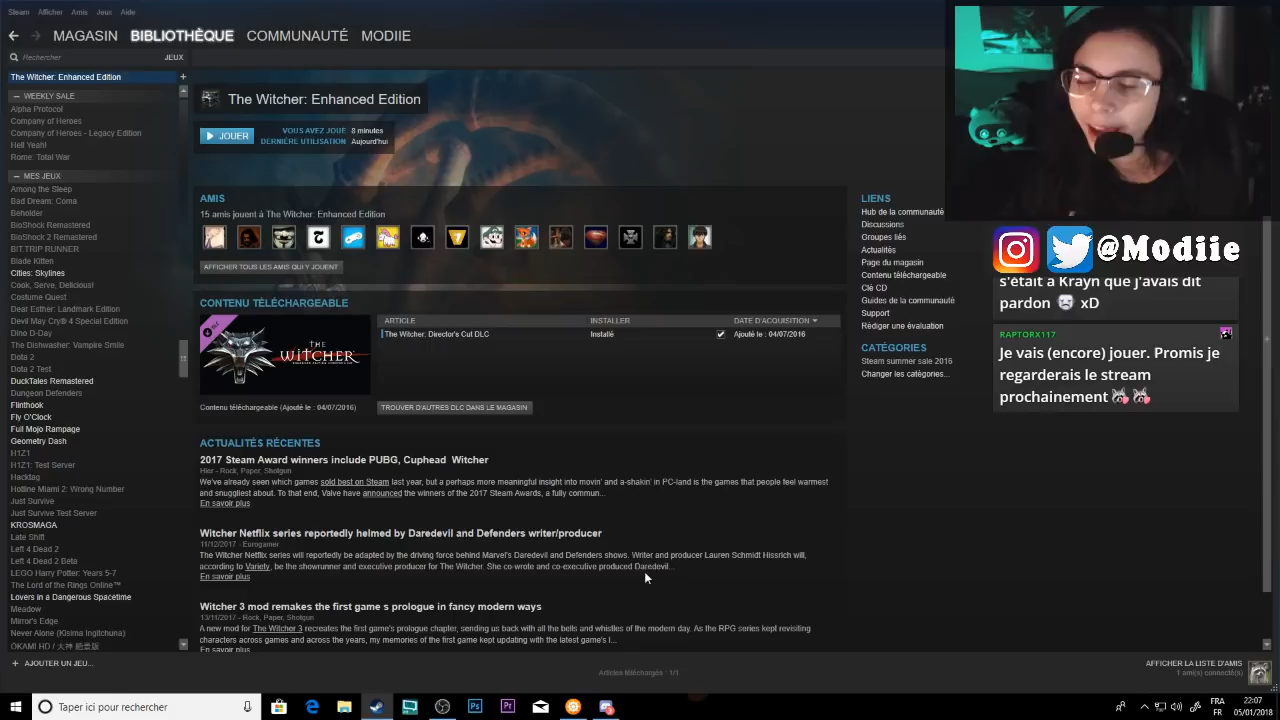 Steam Afficher Amis Jeux Aide
MAGASIN BIBLIOTHÈQUE COMMUNAUTÉ MODIIE
Rechercher JEUX
The Witcher: Enhanced Edition
WEEKLY SALE
Alpha Protocol
Company of Heroes
Company of Heroes - Legacy Edition
Hell Yeah!
Rome: Total War
MES JEUX
Among the Sleep
Bad Dream: Coma
Beholder
BioShock Remastered
BioShock 2 Remastered
BIT.TRIP RUNNER
Blade Kitten
Cities: Skylines
Cook, Serve, Delicious!
Costume Quest
Dear Esther: Landmark Edition
Devil May Cry® 4 Special Edition
Dino D-Day
The Dishwasher: Vampire Smile
Dota 2
Dota 2 Test
DuckTales Remastered
Dungeon Defenders
Flinthook
Fly O'Clock
Full Mojo Rampage
Geometry Dash
H1Z1
H1Z1: Test Server
Hacktag
Hotline Miami 2: Wrong Number
Just Survive
Just Survive Test Server
KROSMAGA
Late Shift
Left 4 Dead 2
Left 4 Dead 2 Beta
LEGO Harry Potter: Years 5-7
The Lord of the Rings Online™
Lovers in a Dangerous Spacetime
Meadow
Mirror's Edge
Never Alone (Kisima Ingitchuna)
OKAMI HD / 大神 絶景版
AJOUTER UN JEU...
The Witcher: Enhanced Edition
JOUER
VOUS AVEZ JOUÉ 8 minutes
DERNIÈRE UTILISATION Aujourd'hui
AMIS
15 amis jouent à The Witcher: Enhanced Edition
AFFICHER TOUS LES AMIS QUI Y JOUENT
CONTENU TÉLÉCHARGEABLE
ARTICLE INSTALLER DATE D'ACQUISITION
The Witcher: Director's Cut DLC Installé Ajouté le : 04/07/2016
THE WITCHER
Contenu téléchargeable (Ajouté le : 04/07/2016)
TROUVER D'AUTRES DLC DANS LE MAGASIN
ACTUALITÉS RÉCENTES
2017 Steam Award winners include PUBG, Cuphead Witcher
Hier - Rock, Paper, Shotgun
We've already seen which games sold best on Steam last year, but a perhaps more meaningful insight into movin' and a-shakin' in PC-land is the games that people feel warmest
and snuggliest about. To that end, Valve have announced the winners of the 2017 Steam Awards, a fully commun...
En savoir plus
Witcher Netflix series reportedly helmed by Daredevil and Defenders writer/producer
11/12/2017 - Eurogamer
The Witcher Netflix series will reportedly be adapted by the driving force behind Marvel's Daredevil and Defenders shows. Writer and producer Lauren Schmidt Hissrich will,
according to Variety, be the showrunner and executive producer for The Witcher. She co-wrote and co-executive produced Daredevil...
En savoir plus
Witcher 3 mod remakes the first game s prologue in fancy modern ways
13/11/2017 - Rock, Paper, Shotgun
A new mod for The Witcher 3 recreates the first game's prologue chapter, sending us back with all the bells and whistles of the modern day. As the RPG series kept revisiting
characters across games and across the years, my memories of the first game kept updating with the latest game's l...
En savoir plus
LIENS
Hub de la communauté
Discussions
Groupes liés
Actualités
Page du magasin
Contenu téléchargeable
Clé CD
Guides de la communauté
Support
Rédiger une évaluation
CATÉGORIES
Steam summer sale 2016
Changer les catégories...
@Modiie
s'était à Krayn que j'avais dit
pardon xD
RAPTORX117
Je vais (encore) jouer. Promis je
regarderais le stream
prochainement
Articles téléchargés : 1/1
AFFICHER LA LISTE D'AMIS
1 ami(s) connecté(s)
Taper ici pour rechercher
Ps Pr
FRA
FR
22:07
05/01/2018